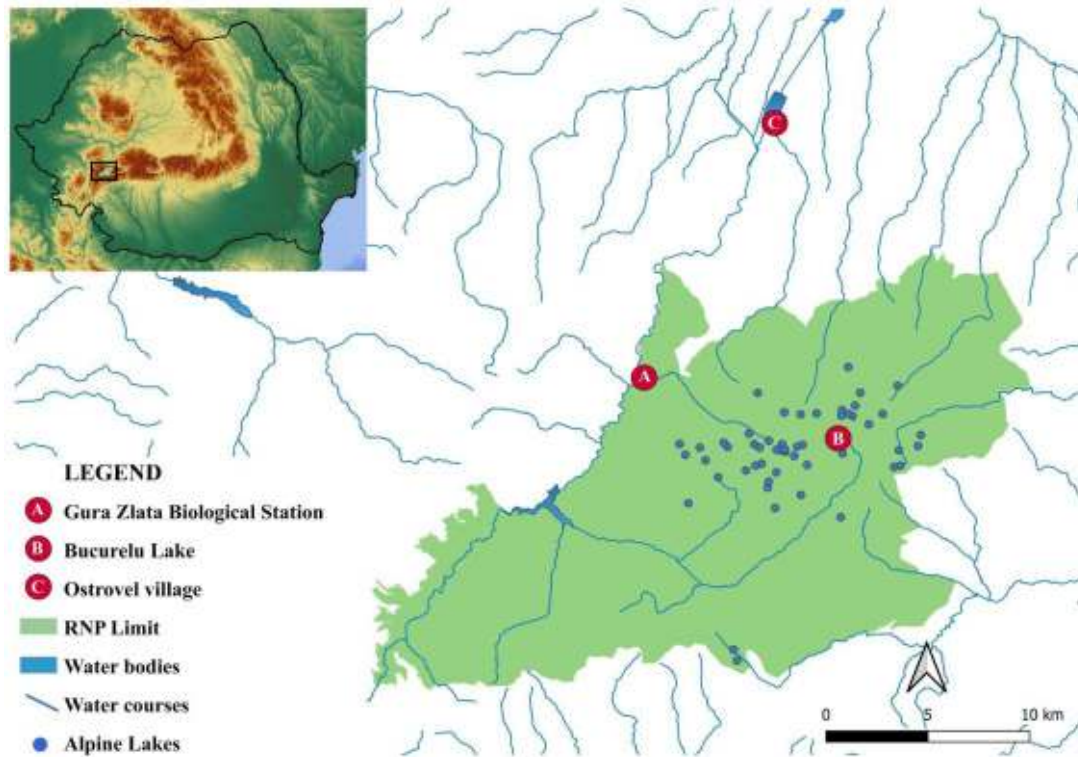 C
A
B
LEGEND
A Gura Zlata Biological Station
B Bucurelu Lake
C Ostrovel village
RNP Limit
Water bodies
Water courses
Alpine Lakes
0 5 10 km